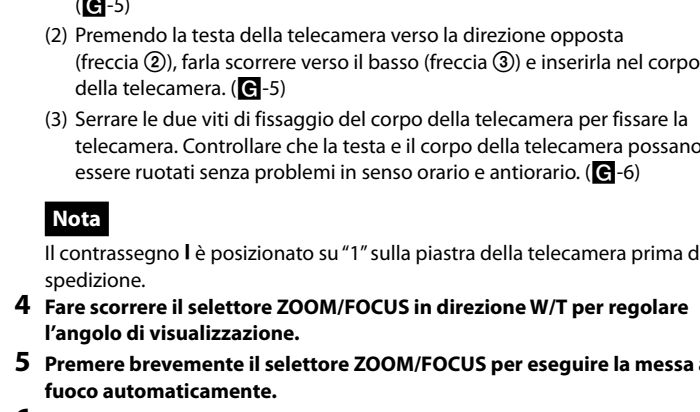 (G-5)
(2) Premendo la testa della telecamera verso la direzione opposta
(freccia ②), farla scorrere verso il basso (freccia ③) e inserirla nel corpo
della telecamera. (G-5)
(3) Serrare le due viti di fissaggio del corpo della telecamera per fissare la
telecamera. Controllare che la testa e il corpo della telecamera possano
essere ruotati senza problemi in senso orario e antiorario. (G-6)
Nota
Il contrassegno I è posizionato su “1” sulla piastra della telecamera prima d
spedizione.
4 Fare scorrere il selettore ZOOM/FOCUS in direzione W/T per regolare
l’angolo di visualizzazione.
5 Premere brevemente il selettore ZOOM/FOCUS per eseguire la messa a
fuoco automaticamente.